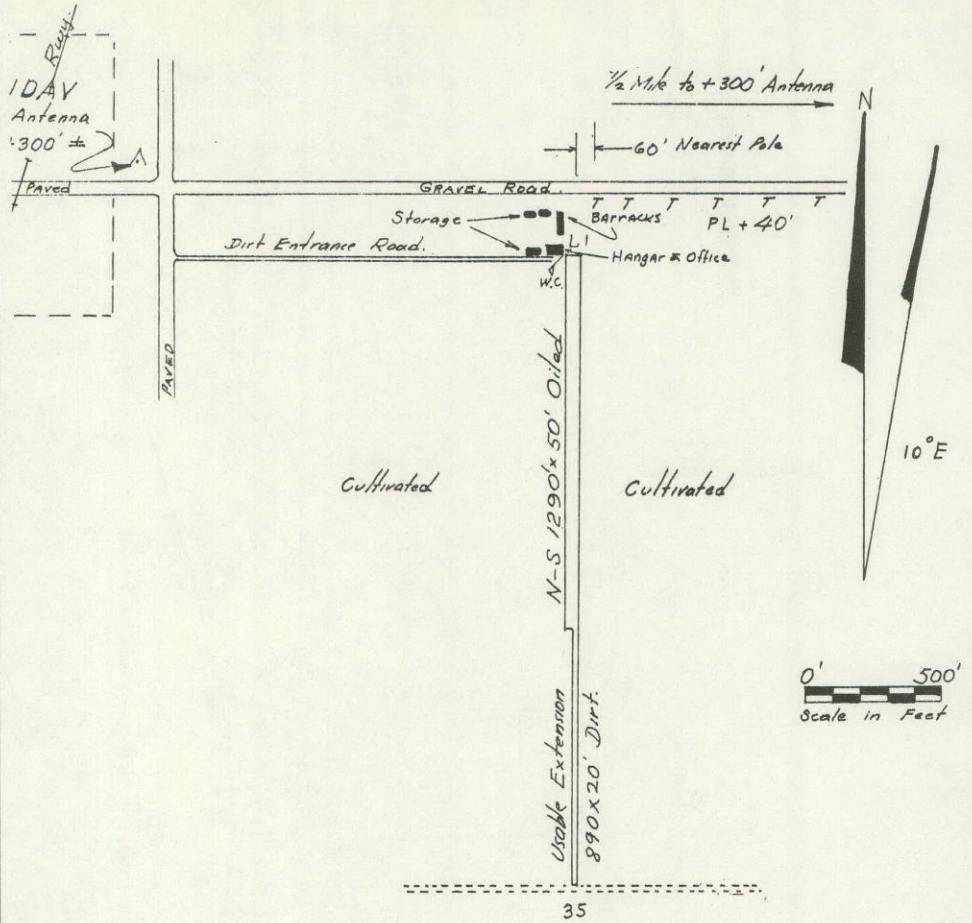 Rwy.
IDAV
Antenna
300' ±
Paved
1/2 Mile to +300' Antenna
N
60' Nearest Pole
GRAVEL Road.
T T T T T T
Storage
BARRACKS
PL + 40'
Dirt Entrance Road.
L1
Hangar & Office
W.C.
PAVED
N-S 1290' x 50' Oiled
10°E
Cultivated
Cultivated
0' 500'
Scale in Feet
Usable Extension
890 x 20' Dirt.
35